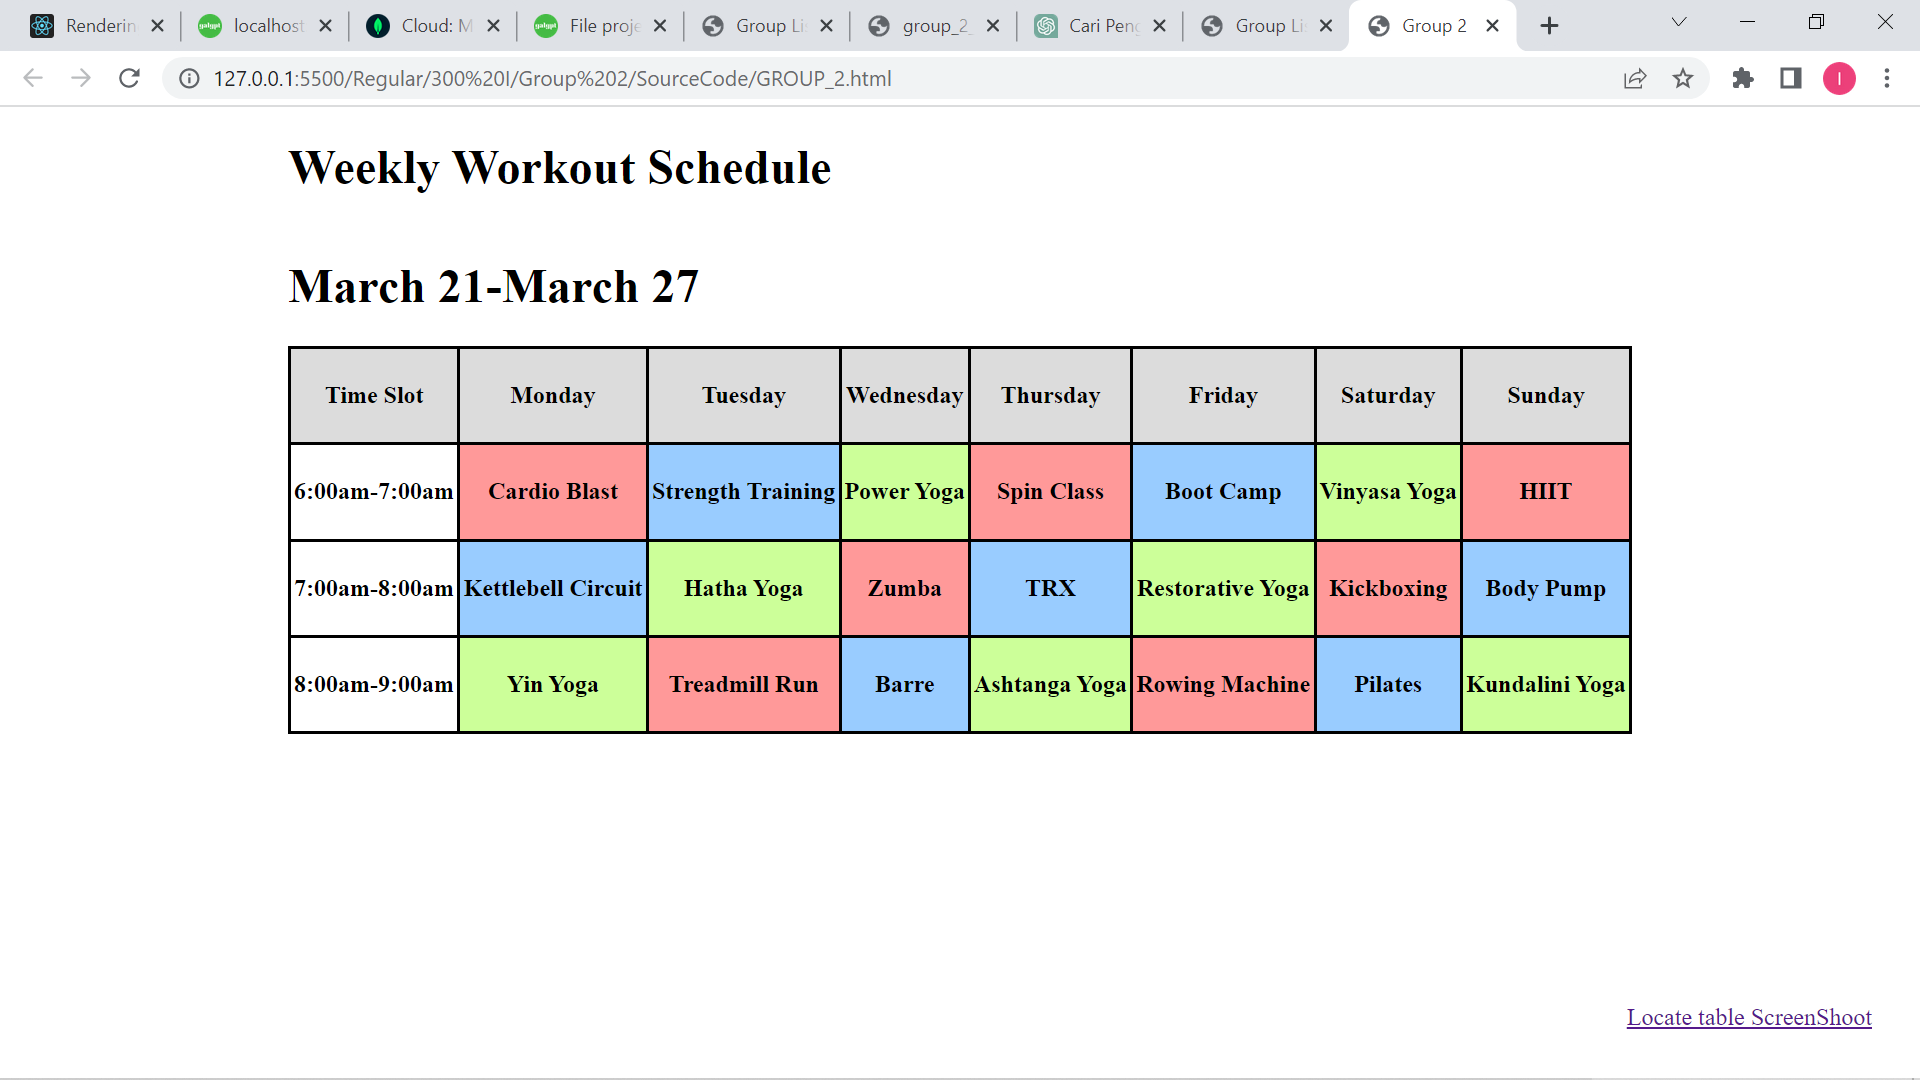 Renderin
localhost
Cloud: M
File proje
Group Li
group_2_
Cari Peng
Group Li
Group 2
127.0.0.1:5500/Regular/300%20l/Group%202/SourceCode/GROUP_2.html
Weekly Workout Schedule
March 21-March 27
Time Slot Monday Tuesday Wednesday Thursday Friday Saturday Sunday
6:00am-7:00am Cardio Blast Strength Training Power Yoga Spin Class Boot Camp Vinyasa Yoga HIIT
7:00am-8:00am Kettlebell Circuit Hatha Yoga Zumba TRX Restorative Yoga Kickboxing Body Pump
8:00am-9:00am Yin Yoga Treadmill Run Barre Ashtanga Yoga Rowing Machine Pilates Kundalini Yoga
Locate table ScreenShoot